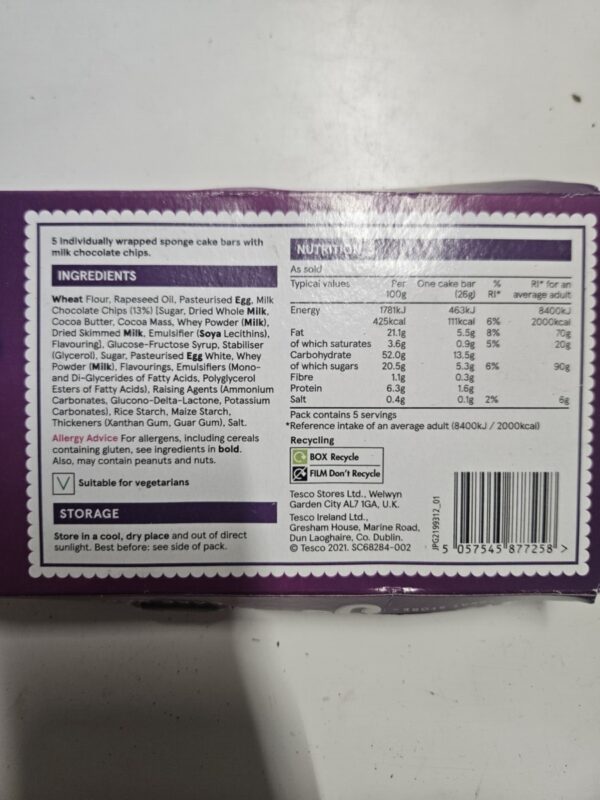 5 individually wrapped sponge cake bars with
milk chocolate chips.
INGREDIENTS
Wheat Flour, Rapeseed Oil, Pasteurised Egg, Milk
Chocolate Chips (13%) [Sugar, Dried Whole Milk,
Cocoa Butter, Cocoa Mass, Whey Powder (Milk),
Dried Skimmed Milk, Emulsifier (Soya Lecithins),
Flavouring], Glucose-Fructose Syrup, Stabiliser
(Glycerol), Sugar, Pasteurised Egg White, Whey
Powder (Milk), Flavourings, Emulsifiers (Mono-
and Di-Glycerides of Fatty Acids, Polyglycerol
Esters of Fatty Acids), Raising Agents (Ammonium
Carbonates, Glucono-Delta-Lactone, Potassium
Carbonates), Rice Starch, Maize Starch,
Thickeners (Xanthan Gum, Guar Gum), Salt.
Allergy Advice For allergens, including cereals
containing gluten, see ingredients in bold.
Also, may contain peanuts and nuts.
Suitable for vegetarians
STORAGE
Store in a cool, dry place and out of direct
sunlight. Best before: see side of pack.
NUTRITION
As sold
Typical values Per 100g One cake bar (26g) % RI* RI* for an average adult
Energy 1781kJ 463kJ 8400kJ
425kcal 111kcal 6% 2000kcal
Fat 21.1g 5.5g 8% 70g
of which saturates 3.6g 0.9g 5% 20g
Carbohydrate 52.0g 13.5g
of which sugars 20.5g 5.3g 6% 90g
Fibre 1.1g 0.3g
Protein 6.3g 1.6g
Salt 0.4g 0.1g 2% 6g
Pack contains 5 servings
*Reference intake of an average adult (8400kJ / 2000kcal)
Recycling
BOX Recycle
FILM Don't Recycle
Tesco Stores Ltd., Welwyn
Garden City AL7 1GA, U.K.
Tesco Ireland Ltd.,
Gresham House, Marine Road,
Dun Laoghaire, Co. Dublin.
© Tesco 2021. SC68284-002
JPG2199312_01
5 057545 877258 >